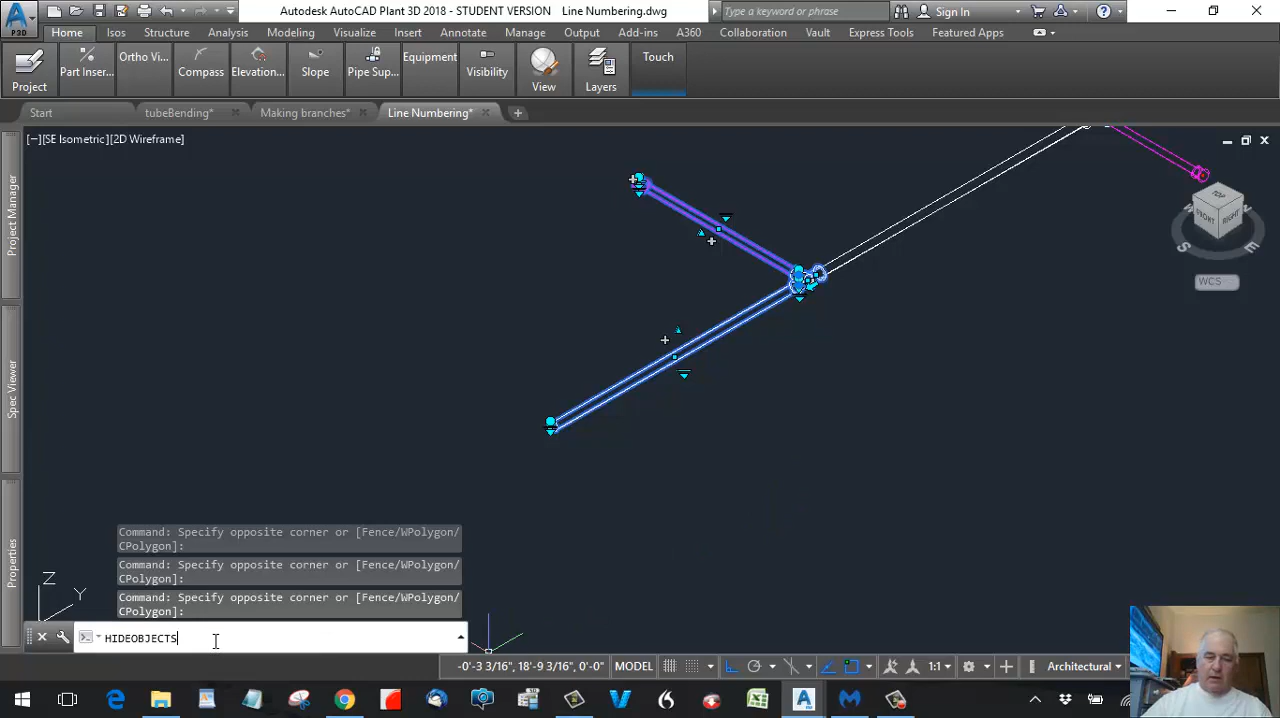 Autodesk AutoCAD Plant 3D 2018 - STUDENT VERSION Line Numbering.dwg
Type a keyword or phrase
Sign In
P3D
Home Isos Structure Analysis Modeling Visualize Insert Annotate Manage Output Add-ins A360 Collaboration Vault Express Tools Featured Apps
Project
Part Inser...
Ortho Vi...
Compass
Elevation...
Slope
Pipe Sup...
Equipment
Visibility
View
Layers
Touch
Start tubeBending* Making branches* Line Numbering*
[−][SE Isometric][2D Wireframe]
Project Manager
Spec Viewer
Properties
TOP
FRONT
RIGHT
W
S
E
WCS
Command: Specify opposite corner or [Fence/WPolygon/
CPolygon]:
Command: Specify opposite corner or [Fence/WPolygon/
CPolygon]:
Command: Specify opposite corner or [Fence/WPolygon/
CPolygon]:
Z
Y
HIDEOBJECTS
-0'-3 3/16", 18'-9 3/16", 0'-0" MODEL 1:1 Architectural